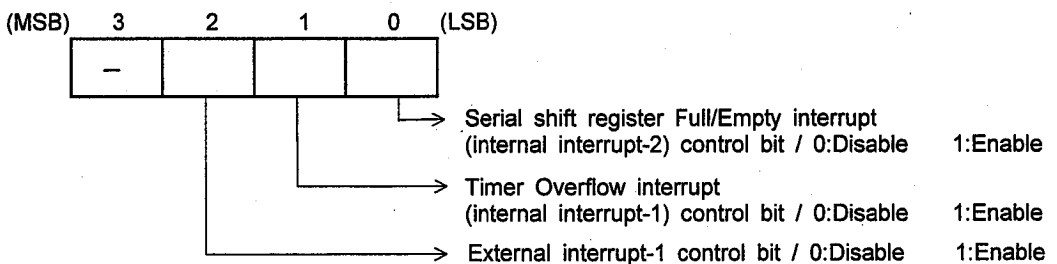 (MSB) 3 2 1 0 (LSB)
–
Serial shift register Full/Empty interrupt
(internal interrupt-2) control bit / 0:Disable 1:Enable
Timer Overflow interrupt
(internal interrupt-1) control bit / 0:Disable 1:Enable
External interrupt-1 control bit / 0:Disable 1:Enable